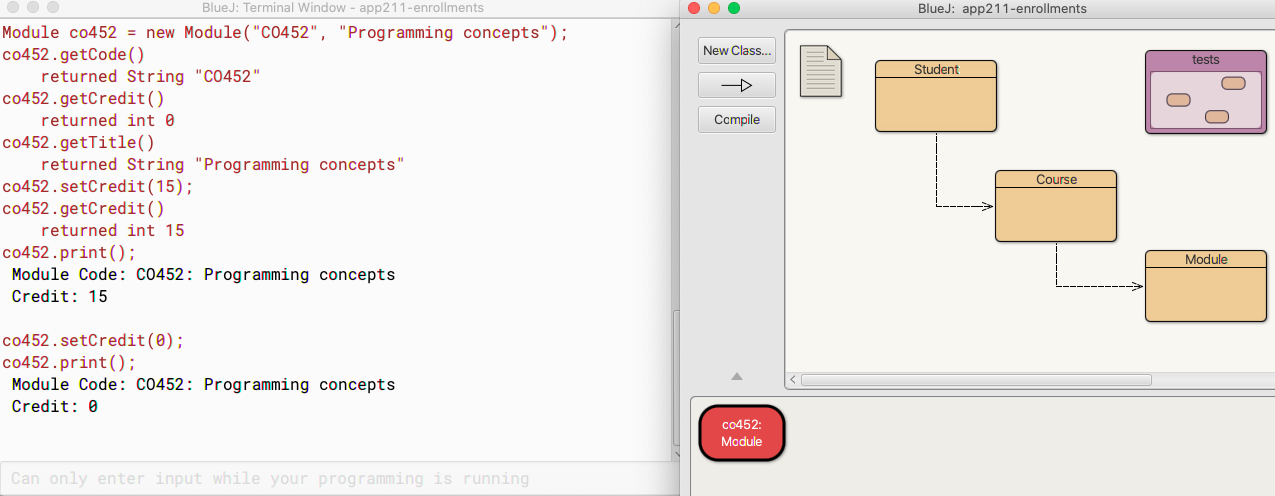 BlueJ: Terminal Window - app211-enrollments
Module co452 = new Module("CO452", "Programming concepts");
co452.getCode()
    returned String "CO452"
co452.getCredit()
    returned int 0
co452.getTitle()
    returned String "Programming concepts"
co452.setCredit(15);
co452.getCredit()
    returned int 15
co452.print();
 Module Code: CO452: Programming concepts
 Credit: 15
co452.setCredit(0);
co452.print();
 Module Code: CO452: Programming concepts
 Credit: 0
Can only enter input while your programming is running
BlueJ: app211-enrollments
New Class...
Compile
Student
tests
Course
Module
co452:
Module